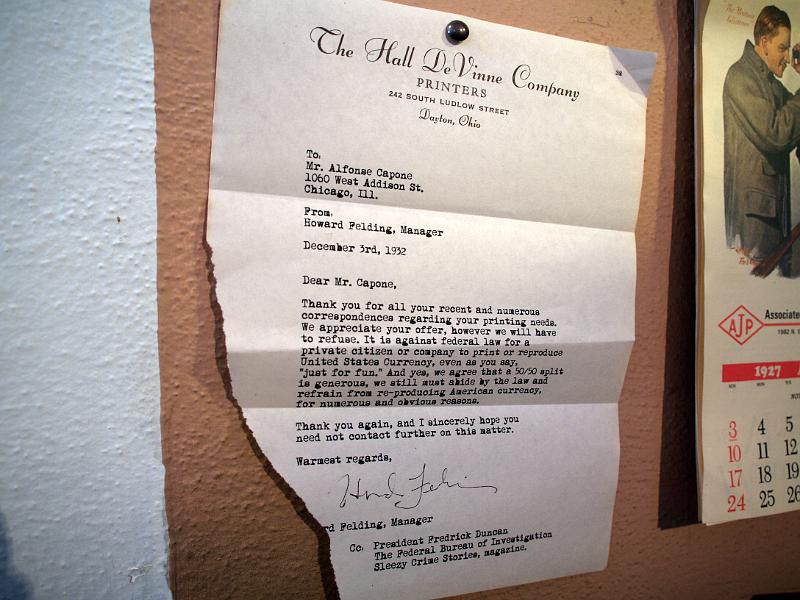 The Hall DeVinne Company
PRINTERS
242 SOUTH LUDLOW STREET
Dayton, Ohio
To,
Mr. Alfonse Capone
1060 West Addison St.
Chicago, Ill.
From,
Howard Felding, Manager
December 3rd, 1932
Dear Mr. Capone,
Thank you for all your recent and numerous
correspondences regarding your printing needs.
We appreciate your offer, however we will have
to refuse. It is against federal law for a
private citizen or company to print or reproduce
United States Currency, even as you say,
"just for fun." And yes, we agree that a 50/50 split
is generous, we still must abide by the law and
refrain from re-producing American currency,
for numerous and obvious reasons.
Thank you again, and I sincerely hope you
need not contact further on this matter.
Warmest regards,
rd Felding, Manager
Cc. President Fredrick Duncan
The Federal Bureau of Investigation
Sleezy Crime Stories, magazine.
AJP
Associate
1927
3 4 5
10 11 12
17 18 19
24 25 26